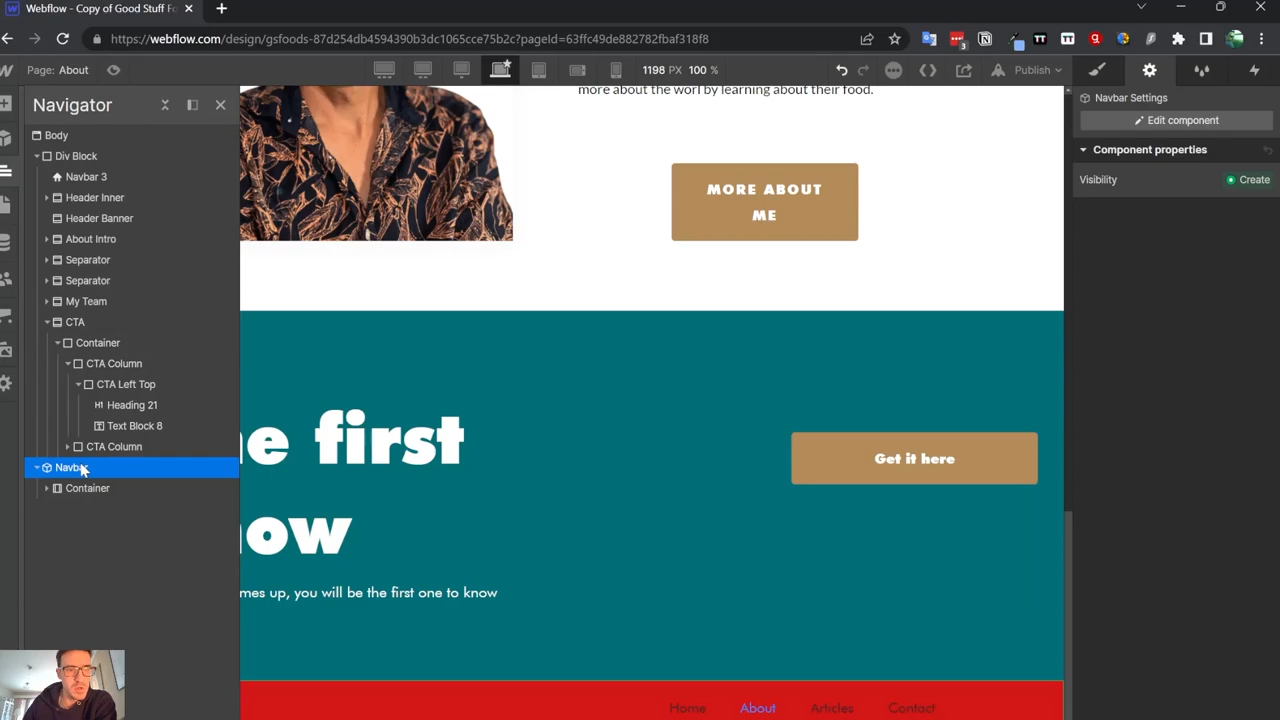 Webflow - Copy of Good Stuff Fo
https://webflow.com/design/gsfoods-87d254db4594390b3dc1065cce75b2c?pageId=63ffc49de882782fbaf318f8
Page: About
1198 PX 100 %
Publish
Navigator
Body
Div Block
Navbar 3
Header Inner
Header Banner
About Intro
Separator
Separator
My Team
CTA
Container
CTA Column
CTA Left Top
H1 Heading 21
Text Block 8
CTA Column
Navbar
Container
more about the worl by learning about their food.
MORE ABOUT
ME
e first
now
mes up, you will be the first one to know
Get it here
Home About Articles Contact
Navbar Settings
Edit component
Component properties
Visibility
Create